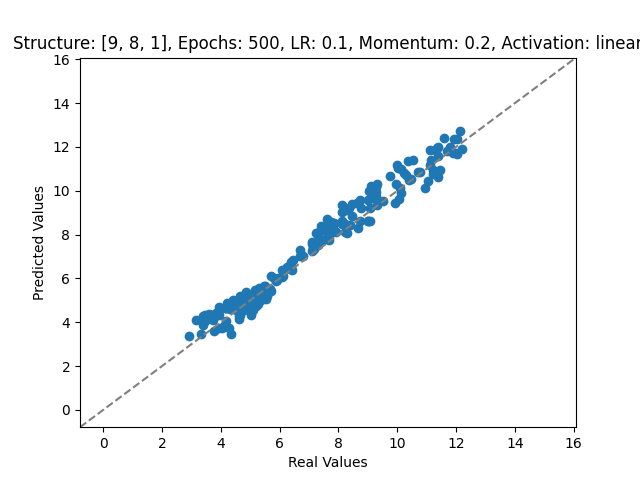 Structure: [9, 8, 1], Epochs: 500, LR: 0.1, Momentum: 0.2, Activation: linear
16
14
12
10
8
6
4
2
0
Predicted Values
0 2 4 6 8 10 12 14 16
Real Values